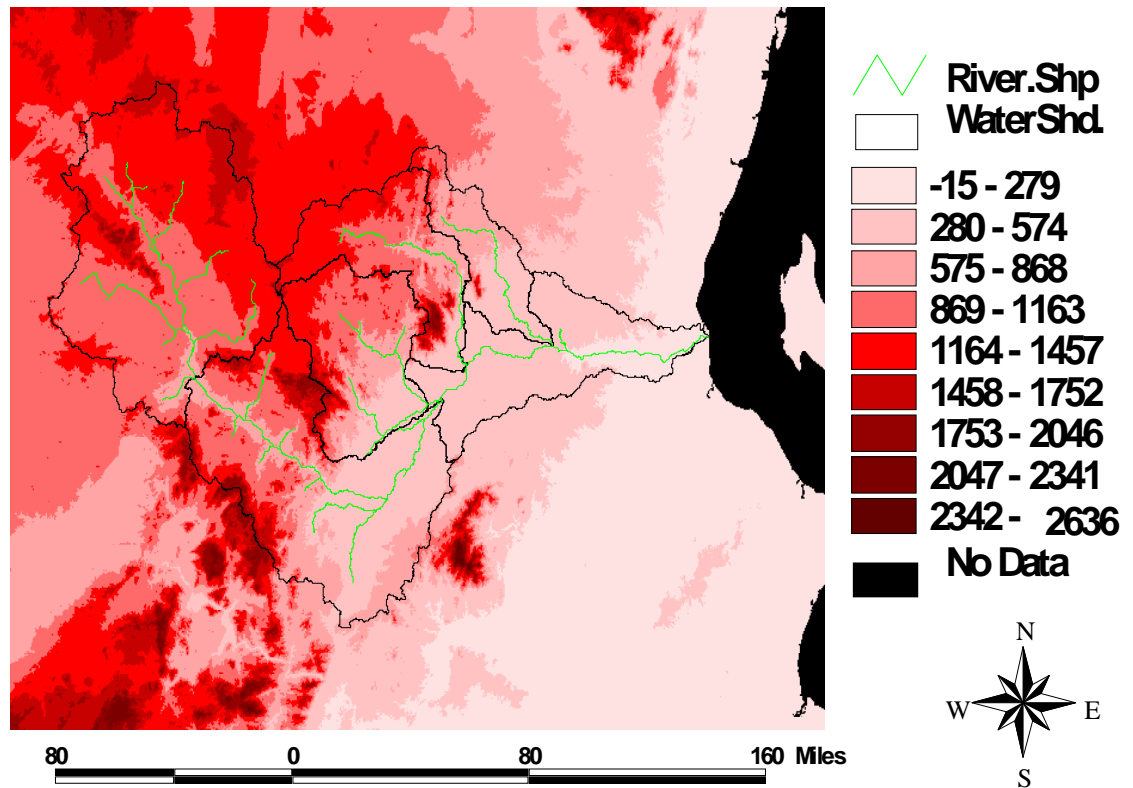 River.Shp
WaterShd.
-15 - 279
280 - 574
575 - 868
869 - 1163
1164 - 1457
1458 - 1752
1753 - 2046
2047 - 2341
2342 - 2636
No Data
N
W E
S
80 0 80 160 Miles